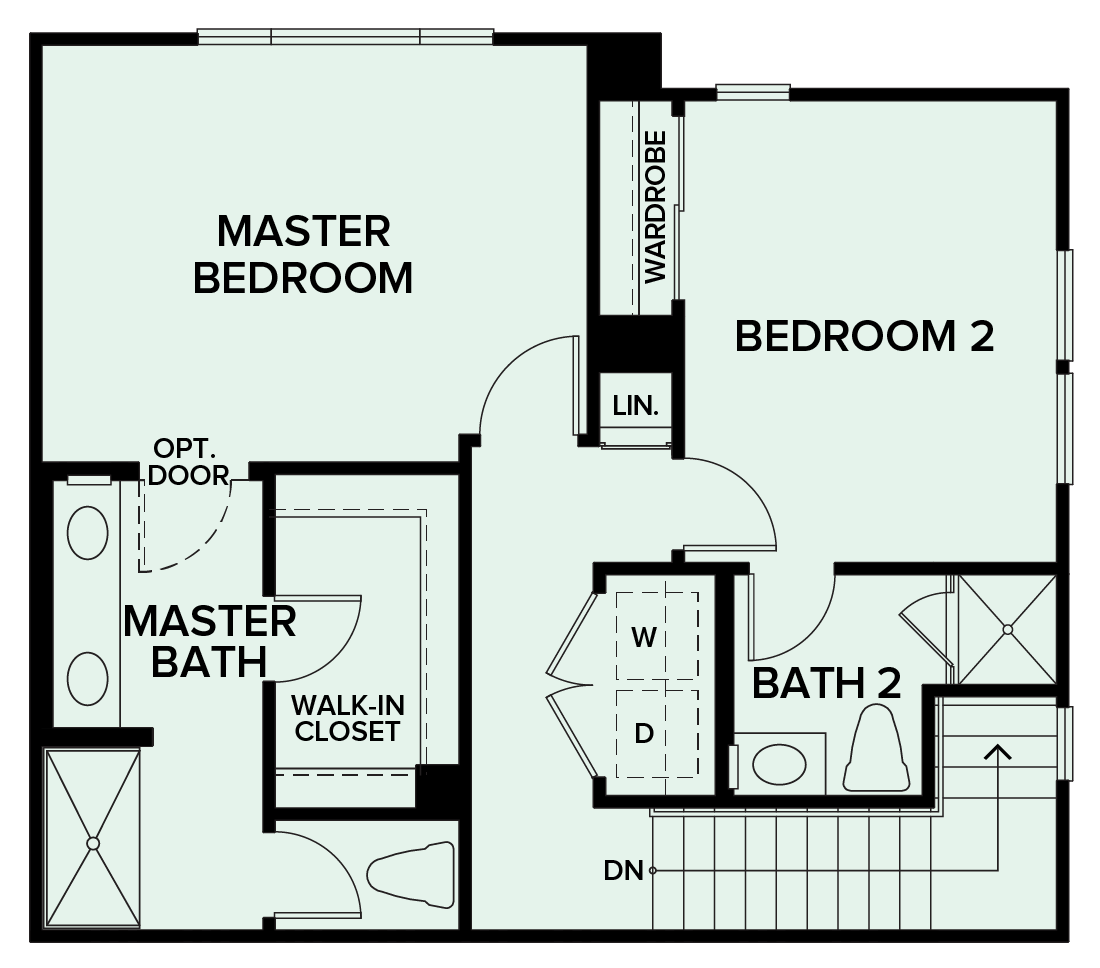 MASTER
BEDROOM
WARDROBE
BEDROOM 2
LIN.
OPT.
DOOR
MASTER
BATH
WALK-IN
CLOSET
W
D
BATH 2
DN